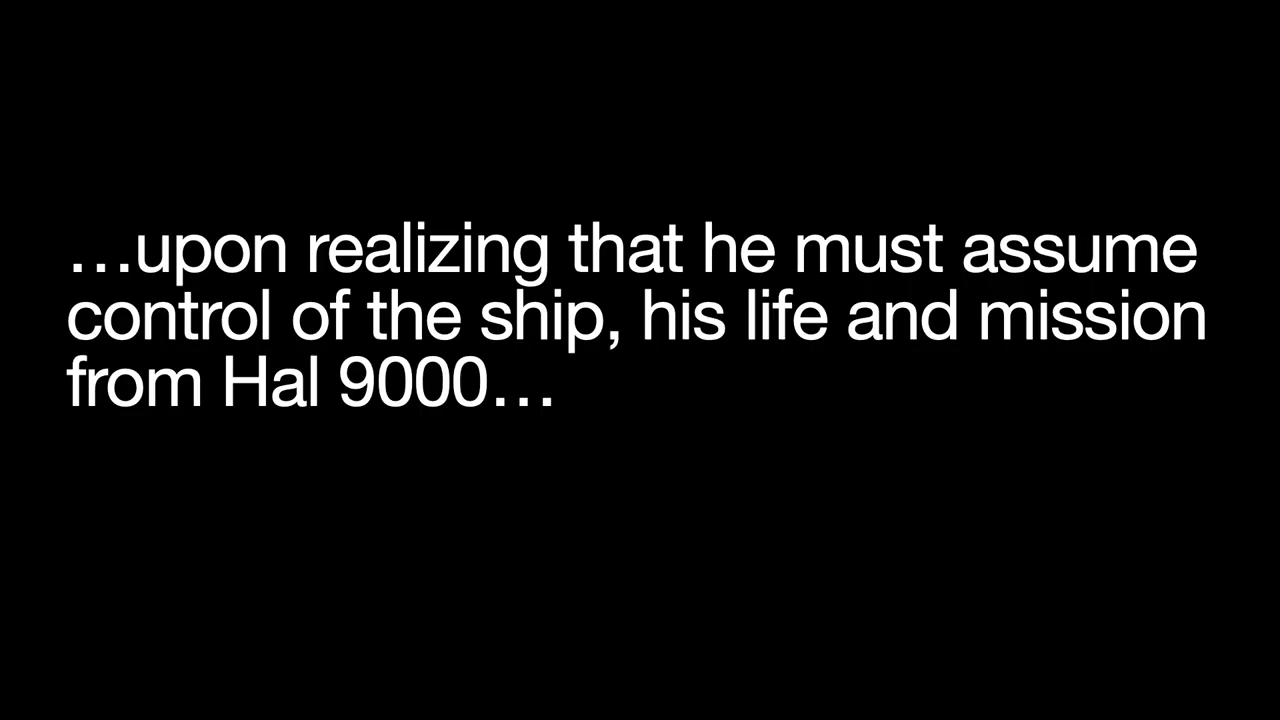 …upon realizing that he must assume
control of the ship, his life and mission
from Hal 9000…